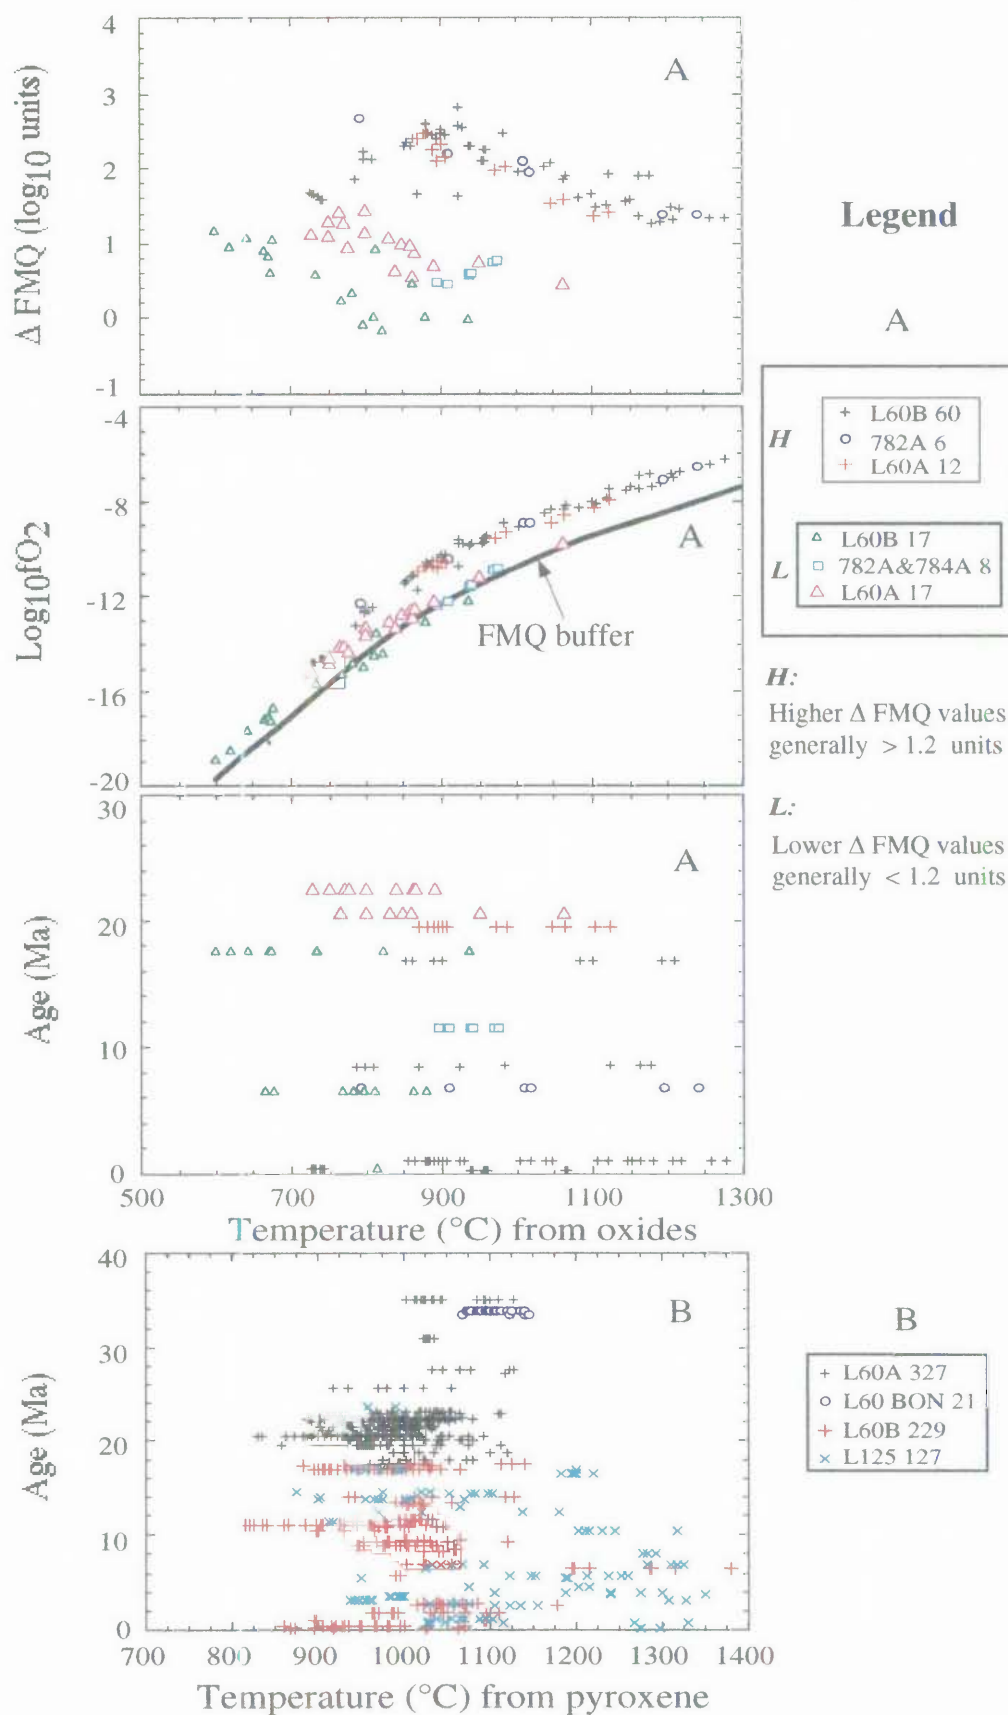 4
3
2
1
0
-1
Δ FMQ (log10 units)
A
-4
-8
-12
-16
-20
Log10fO2
A
FMQ buffer
30
20
10
0
Age (Ma)
A
500 700 900 1100 1300
Temperature (°C) from oxides
40
30
20
10
0
Age (Ma)
B
700 800 900 1000 1100 1200 1300 1400
Temperature (°C) from pyroxene
Legend
A
H
L60B 60
782A 6
L60A 12
L
L60B 17
782A&784A 8
L60A 17
H:
Higher Δ FMQ values
generally > 1.2 units
L:
Lower Δ FMQ values
generally < 1.2 units
B
L60A 327
L60 BON 21
L60B 229
L125 127